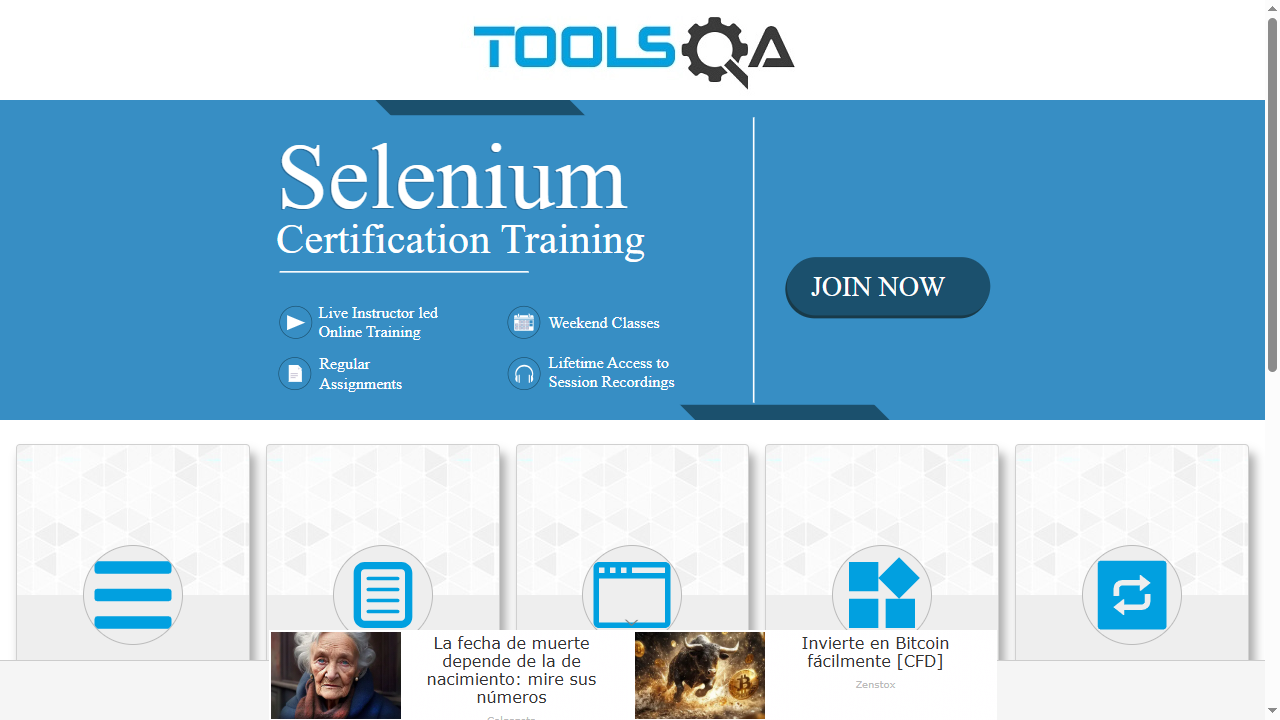 TOOLSQA
Selenium
Certification Training
JOIN NOW
Live Instructor led
Online Training
Weekend Classes
Regular
Assignments
Lifetime Access to
Session Recordings
La fecha de muerte
depende de la de
nacimiento: mire sus
números
Invierte en Bitcoin
fácilmente [CFD]
Zenstox